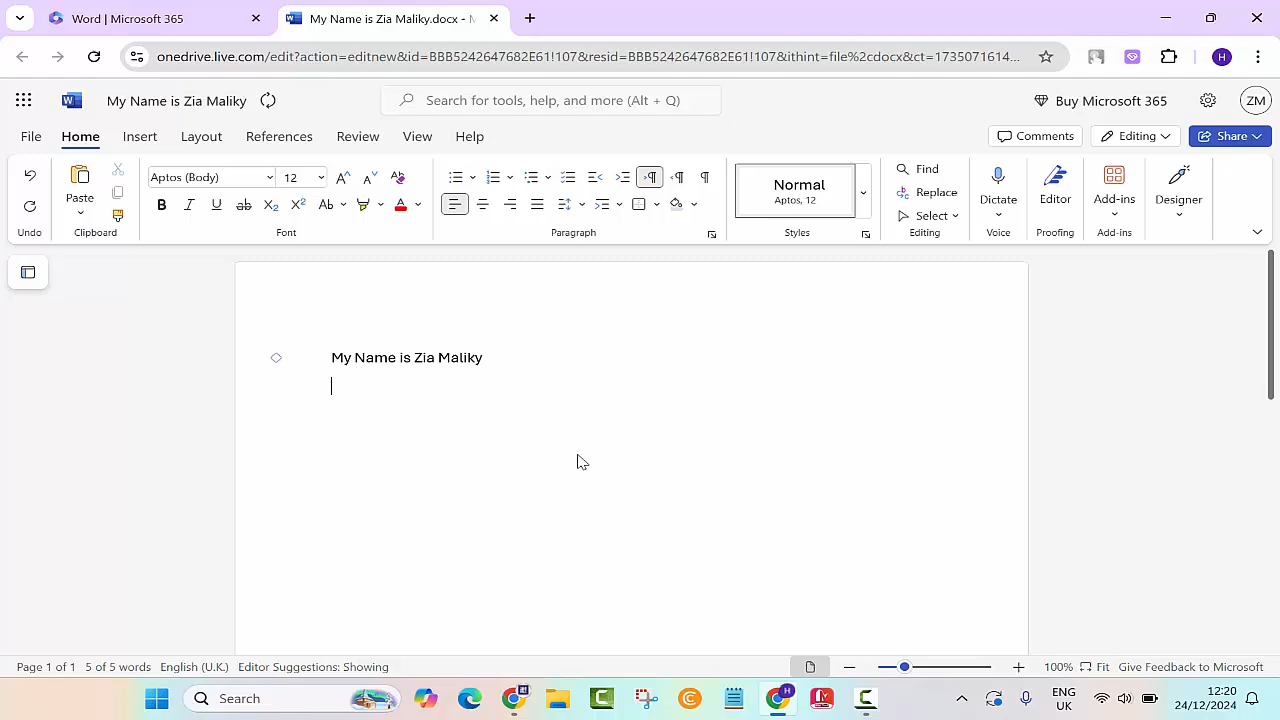 Word | Microsoft 365
My Name is Zia Maliky.docx - M
onedrive.live.com/edit?action=editnew&id=BBB5242647682E61!107&resid=BBB5242647682E61!107&ithint=file%2cdocx&ct=1735071614...
H
My Name is Zia Maliky
Search for tools, help, and more (Alt + Q)
Buy Microsoft 365
ZM
File Home Insert Layout References Review View Help
Comments Editing Share
Paste
Aptos (Body) 12
Normal
Aptos, 12
Find
Replace
Select
Dictate
Editor
Add-ins
Designer
Undo Clipboard Font Paragraph Styles Editing Voice Proofing Add-ins
My Name is Zia Maliky
Page 1 of 1 5 of 5 words English (U.K.) Editor Suggestions: Showing 100% Fit Give Feedback to Microsoft
Search
ENG
UK
12:20
24/12/2024